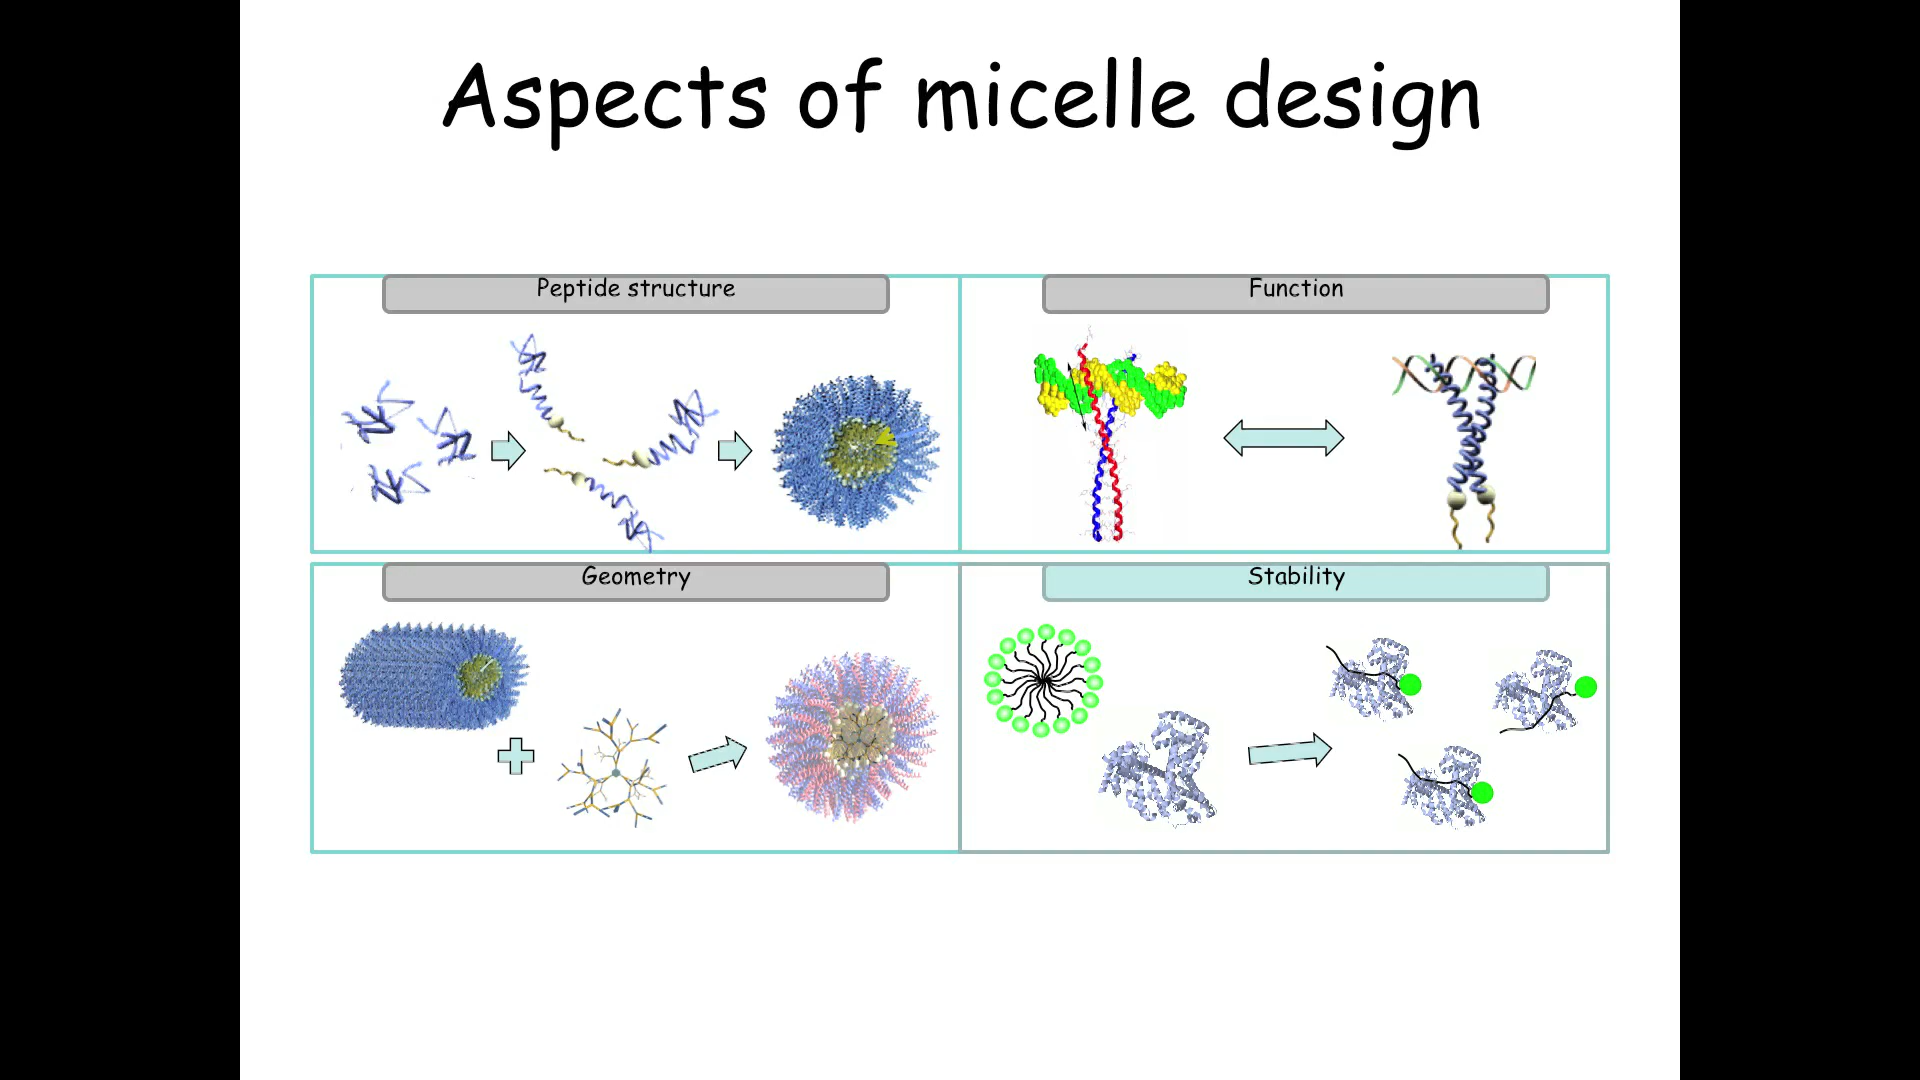 Aspects of micelle design
Peptide structure
Function
Geometry
Stability